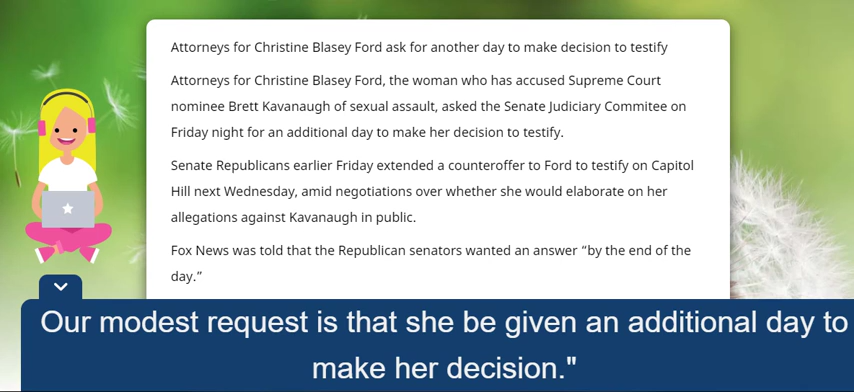 Attorneys for Christine Blasey Ford ask for another day to make decision to testify
Attorneys for Christine Blasey Ford, the woman who has accused Supreme Court
nominee Brett Kavanaugh of sexual assault, asked the Senate Judiciary Commitee on
Friday night for an additional day to make her decision to testify.
Senate Republicans earlier Friday extended a counteroffer to Ford to testify on Capitol
Hill next Wednesday, amid negotiations over whether she would elaborate on her
allegations against Kavanaugh in public.
Fox News was told that the Republican senators wanted an answer “by the end of the
day.”
Our modest request is that she be given an additional day to
make her decision."